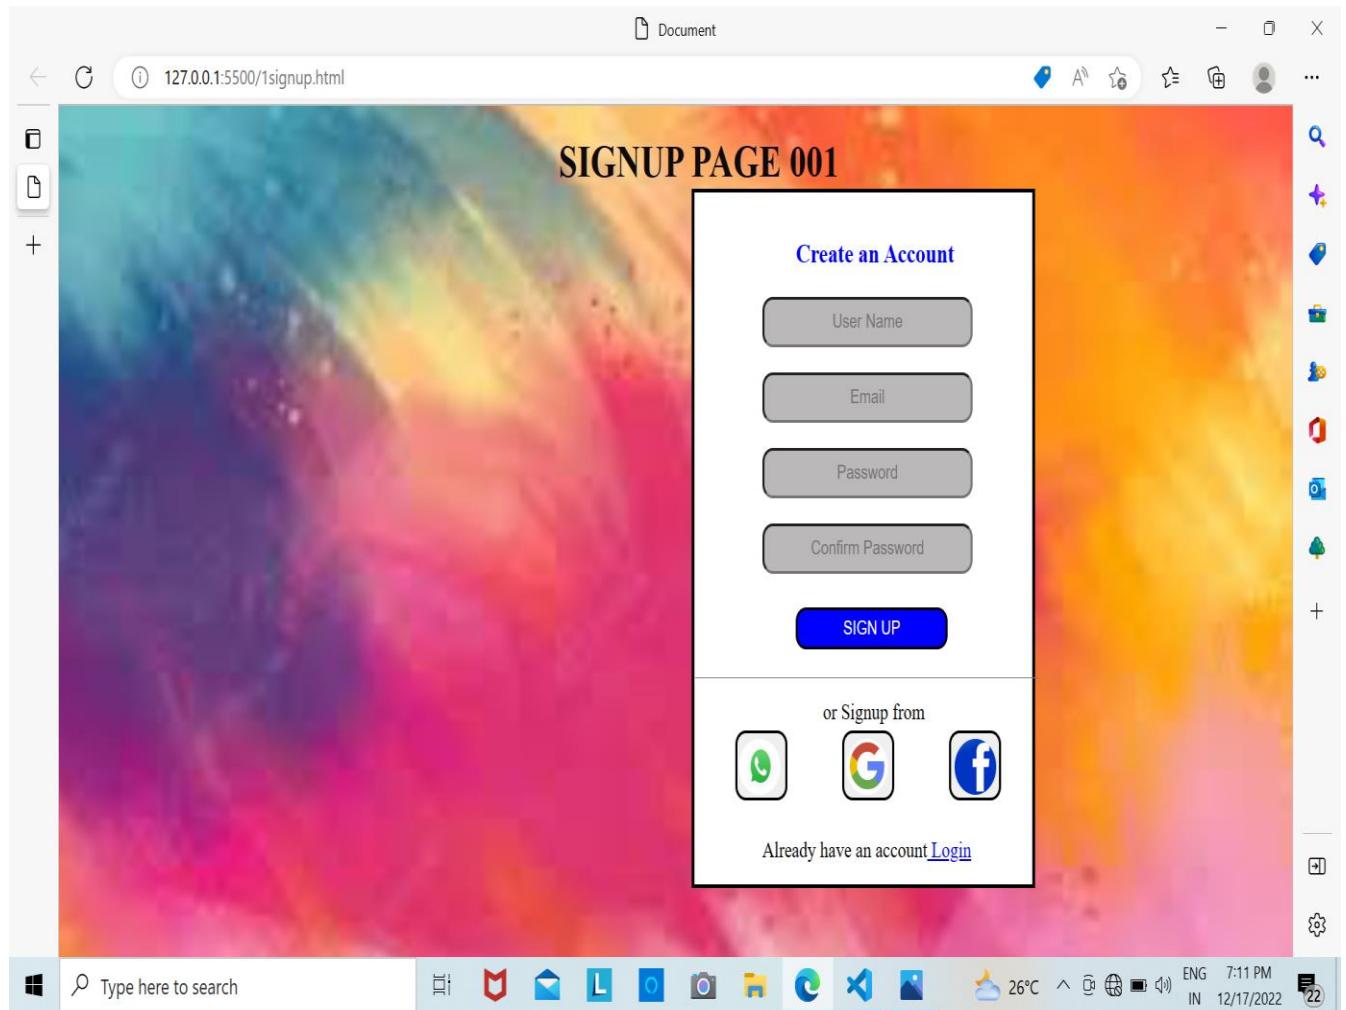 Document
127.0.0.1:5500/1signup.html
SIGNUP PAGE 001
Create an Account
User Name
Email
Password
Confirm Password
SIGN UP
or Signup from
Already have an account Login
Type here to search
26°C
ENG 7:11 PM
IN 12/17/2022
22